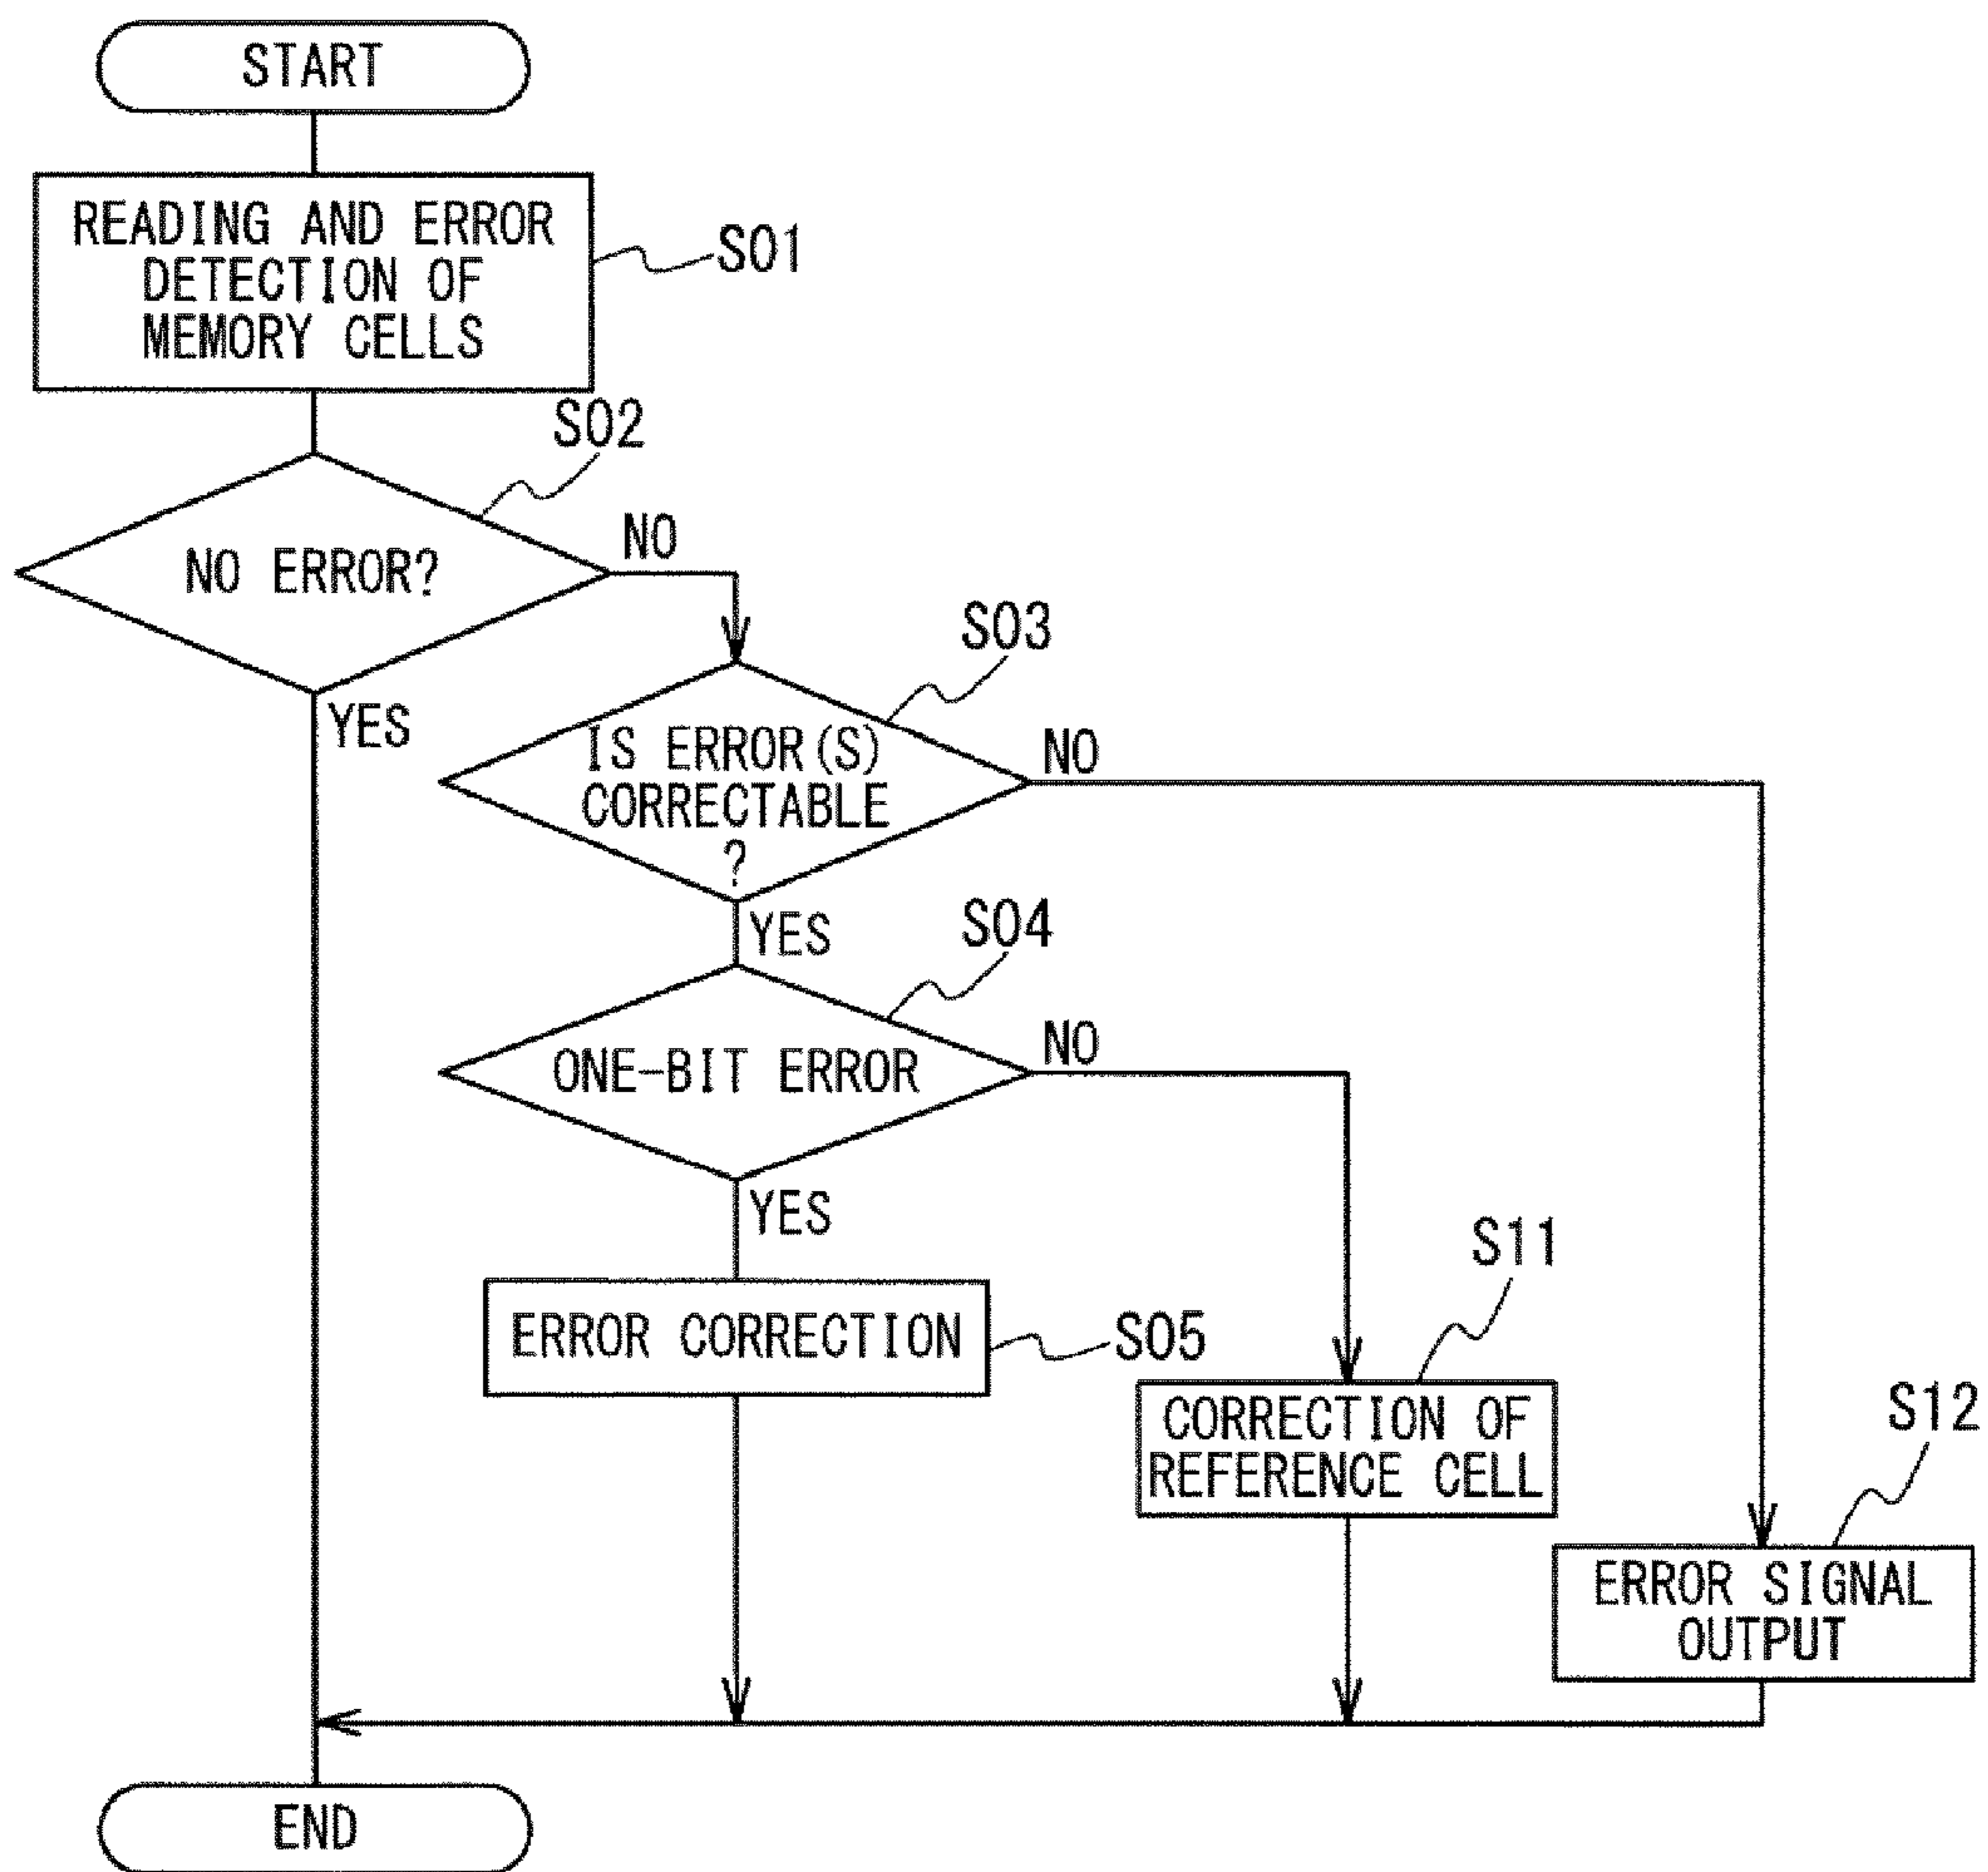 START
READING AND ERROR
DETECTION OF
MEMORY CELLS
S01
S02
NO ERROR?
NO
YES
S03
IS ERROR(S)
CORRECTABLE
?
NO
YES
S04
ONE-BIT ERROR
NO
YES
ERROR CORRECTION
S05
S11
CORRECTION OF
REFERENCE CELL
S12
ERROR SIGNAL
OUTPUT
END